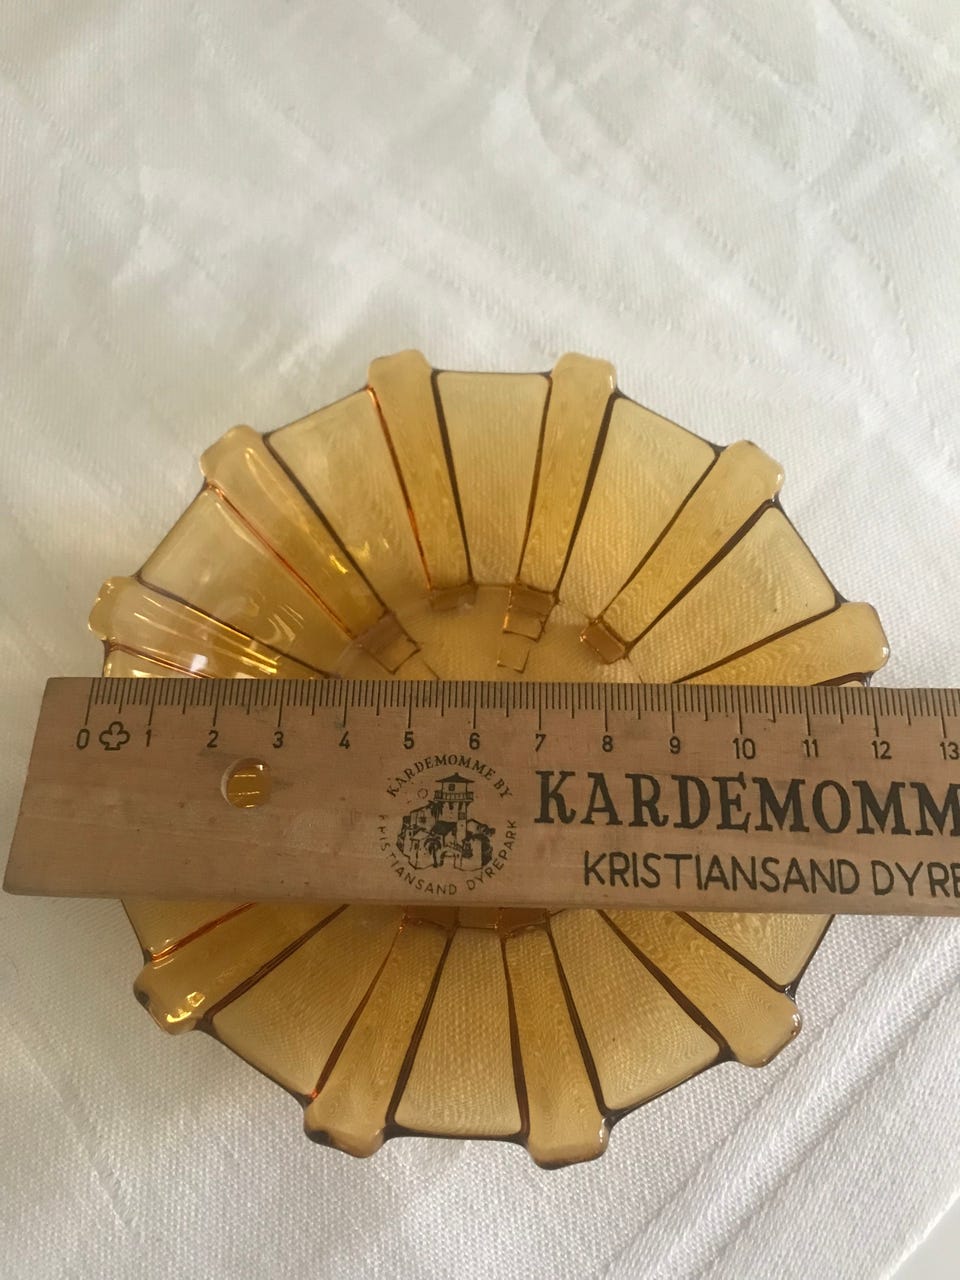 0 1 2 3 4 5 6 7 8 9 10 11 12 13
KARDEMOMME BY
KRISTIANSAND DYREPARK
KARDEMOMM
KRISTIANSAND DYRE